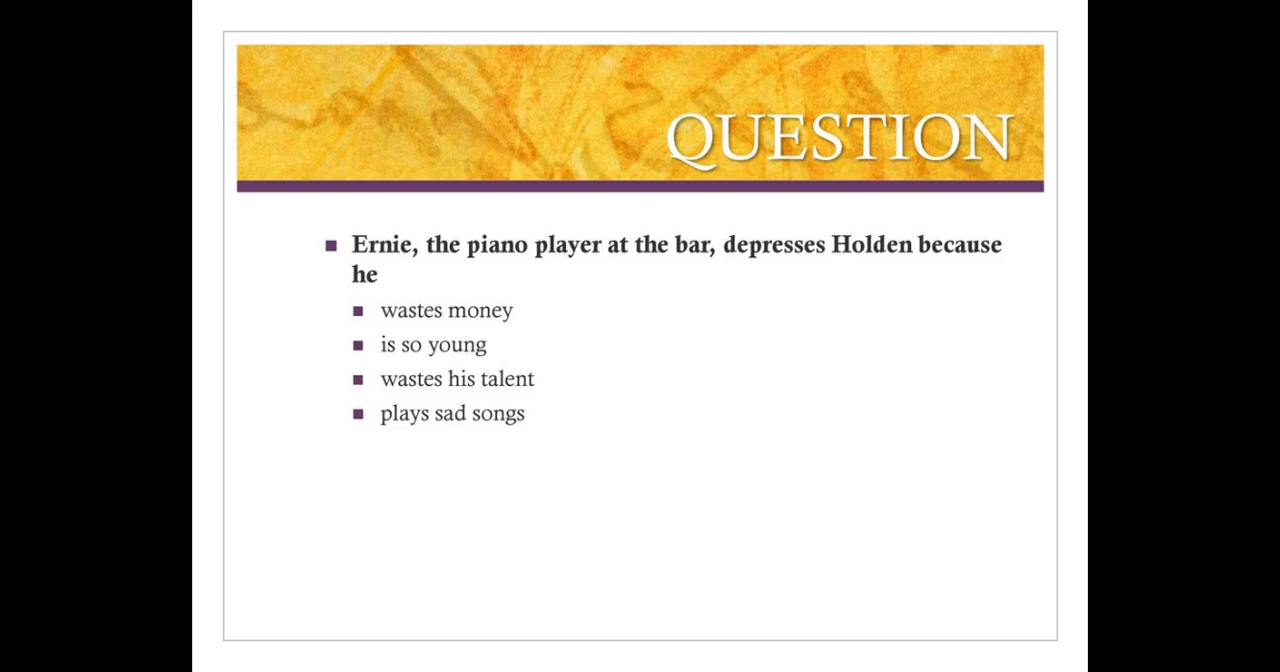 QUESTION
Ernie, the piano player at the bar, depresses Holden because
he
wastes money
is so young
wastes his talent
plays sad songs